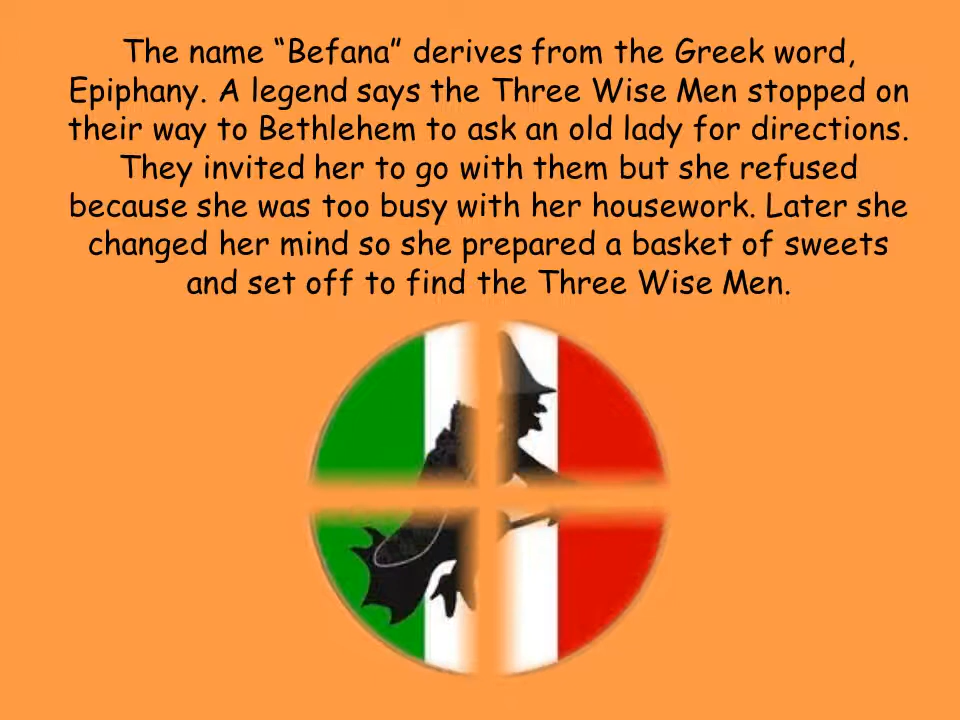 The name “Befana” derives from the Greek word,
Epiphany. A legend says the Three Wise Men stopped on
their way to Bethlehem to ask an old lady for directions.
They invited her to go with them but she refused
because she was too busy with her housework. Later she
changed her mind so she prepared a basket of sweets
and set off to find the Three Wise Men.